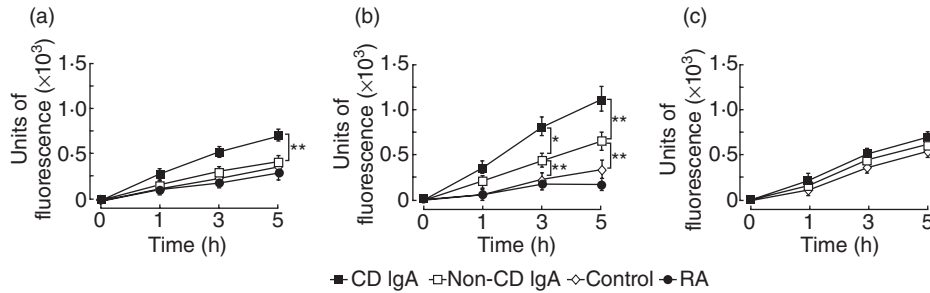 (a)
Units of
fluorescence (×10³)
1·5
1·0
0·5
0
0 1 3 5
Time (h)
**
(b)
Units of
fluorescence (×10³)
1·5
1·0
0·5
0
0 1 3 5
Time (h)
*
**
**
**
(c)
Units of
fluorescence (×10³)
1·5
1·0
0·5
0
0 1 3 5
Time (h)
CD IgA Non-CD IgA Control RA